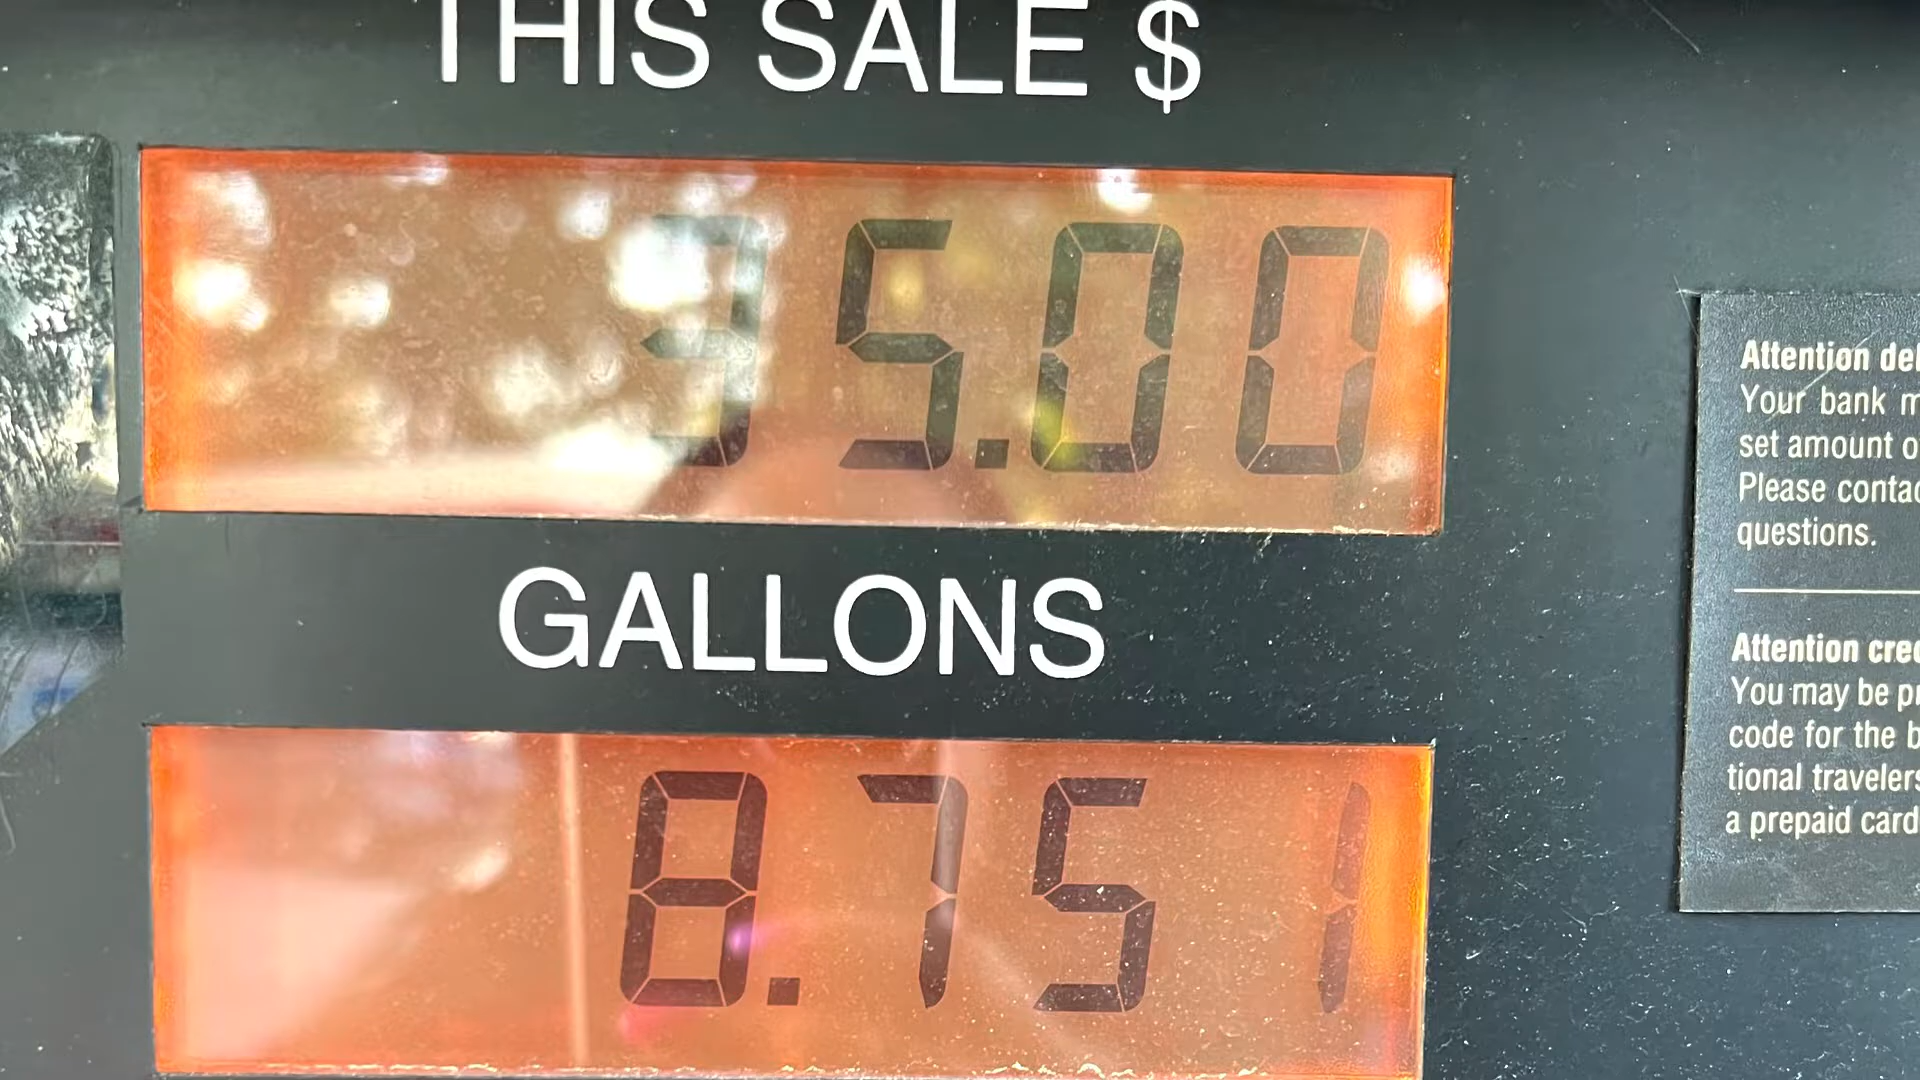 THIS SALE $
35.00
GALLONS
8.751
Attention
Your bank
set amount
Please
questions.
Attention
You may be
code for the
tional travelers
a prepaid card